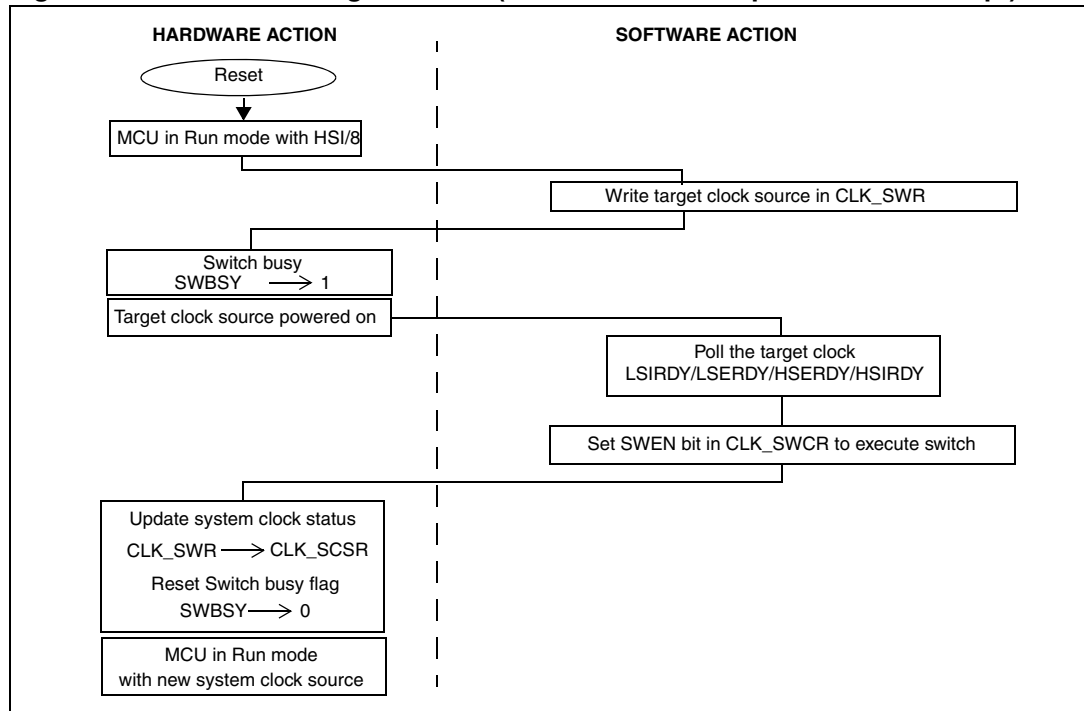 HARDWARE ACTION
SOFTWARE ACTION
Reset
MCU in Run mode with HSI/8
Write target clock source in CLK_SWR
Switch busy
SWBSY → 1
Target clock source powered on
Poll the target clock
LSIRDY/LSERDY/HSERDY/HSIRDY
Set SWEN bit in CLK_SWCR to execute switch
Update system clock status
CLK_SWR → CLK_SCSR
Reset Switch busy flag
SWBSY → 0
MCU in Run mode
with new system clock source